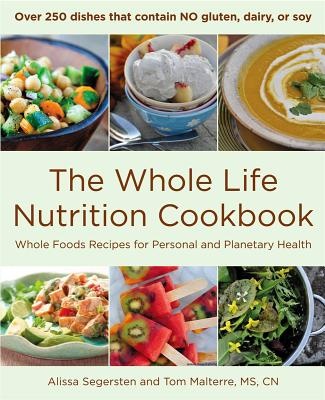 Over 250 dishes that contain NO gluten, dairy, or soy
The Whole Life
Nutrition Cookbook
Whole Foods Recipes for Personal and Planetary Health
Alissa Segersten and Tom Malterre, MS, CN